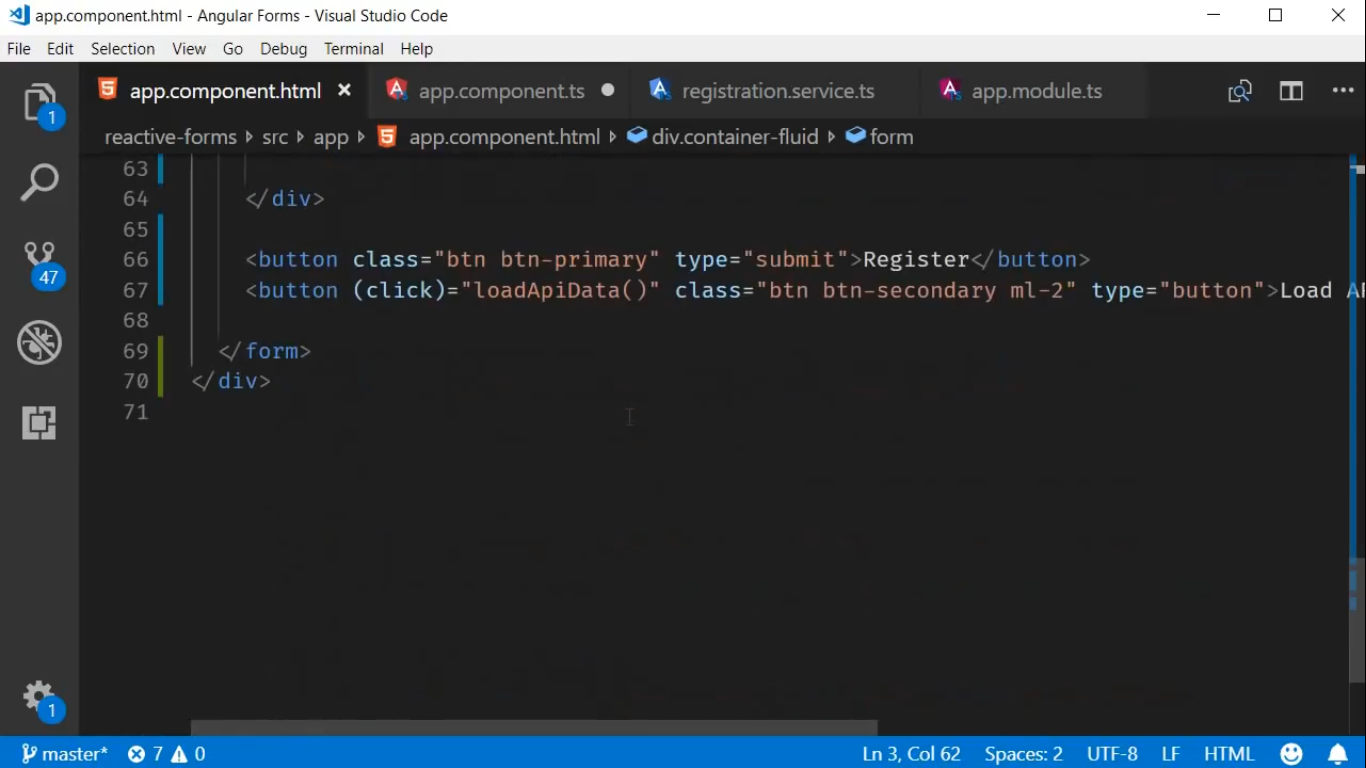 app.component.html - Angular Forms - Visual Studio Code
File Edit Selection View Go Debug Terminal Help
app.component.html app.component.ts registration.service.ts app.module.ts
reactive-forms src app app.component.html div.container-fluid form
63
64 </div>
65
66 <button class="btn btn-primary" type="submit">Register</button>
67 <button (click)="loadApiData()" class="btn btn-secondary ml-2" type="button">Load
68
69 </form>
70 </div>
71
1
47
1
master* 7 0 Ln 3, Col 62 Spaces: 2 UTF-8 LF HTML